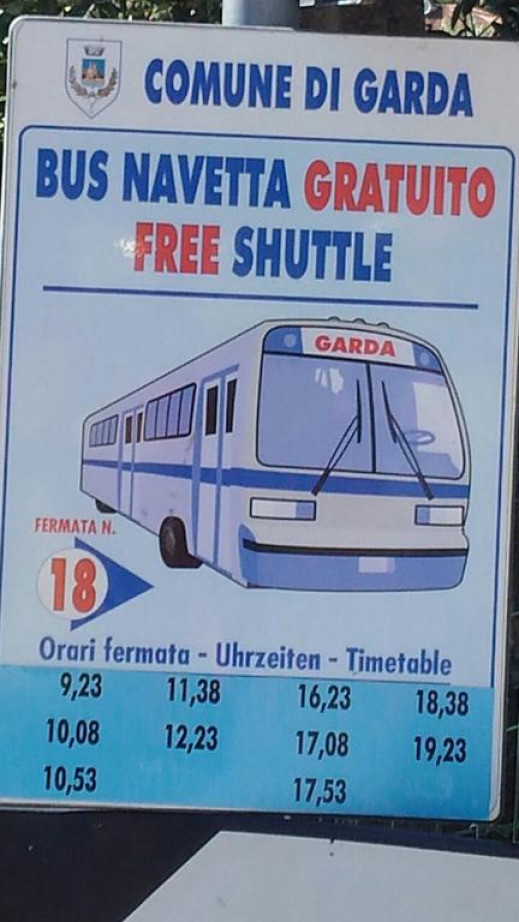 COMUNE DI GARDA
BUS NAVETTA GRATUITO
FREE SHUTTLE
GARDA
FERMATA N.
18
Orari fermata - Uhrzeiten - Timetable
9,23 11,38 16,23 18,38
10,08 12,23 17,08 19,23
10,53 17,53